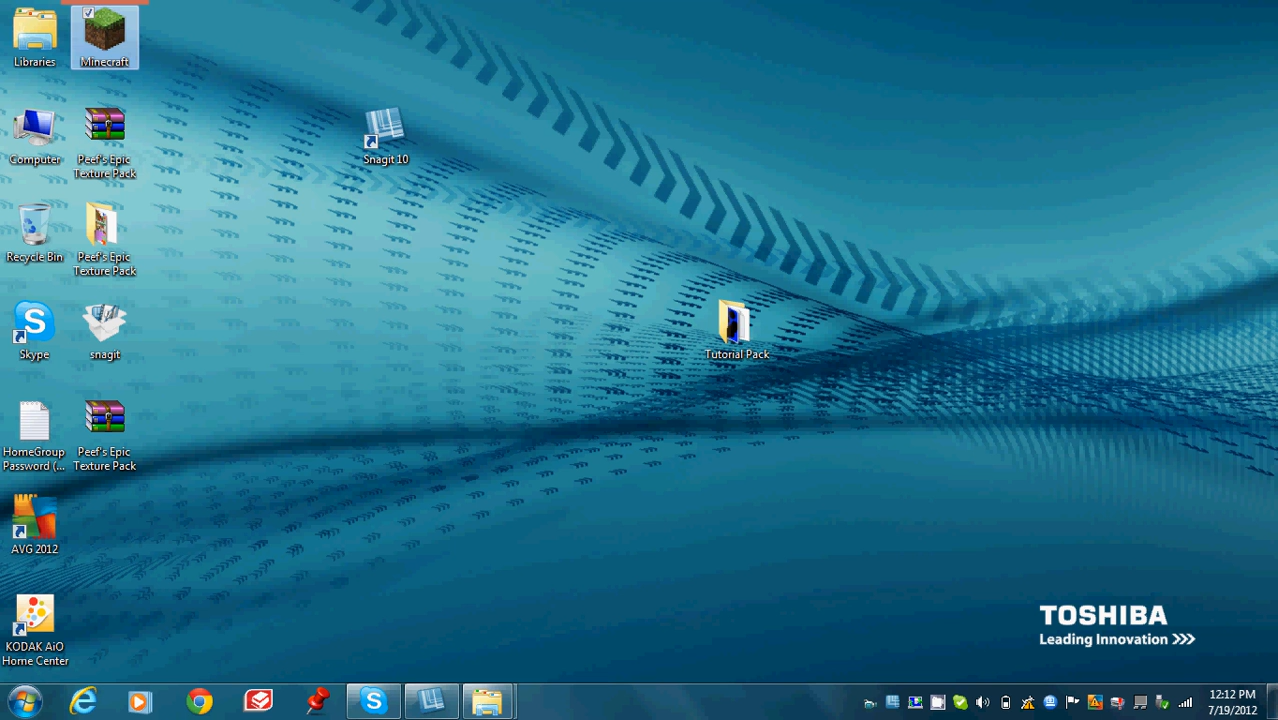 Libraries
Minecraft
Computer
Peef's Epic
Texture Pack
Snagit 10
Recycle Bin
Peef's Epic
Texture Pack
Skype
snagit
Tutorial Pack
HomeGroup
Password (...
Peef's Epic
Texture Pack
AVG 2012
KODAK AiO
Home Center
TOSHIBA
Leading Innovation >>>
12:12 PM
7/19/2012